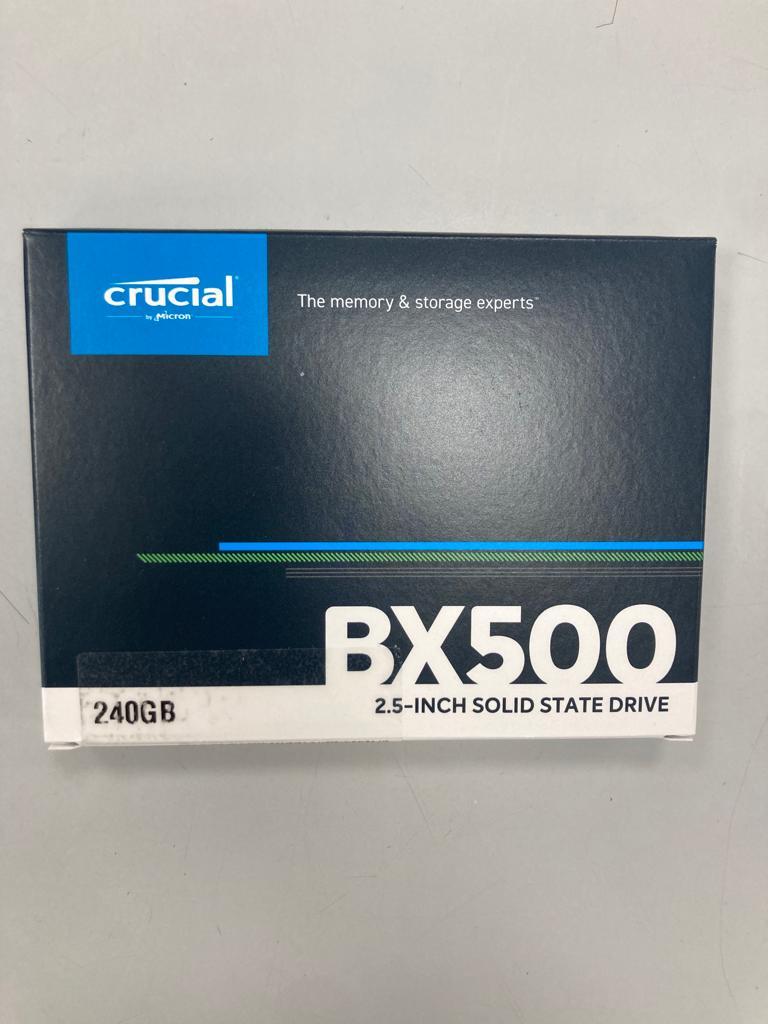 crucial
by Micron
The memory & storage experts™
BX500
2.5-INCH SOLID STATE DRIVE
240GB